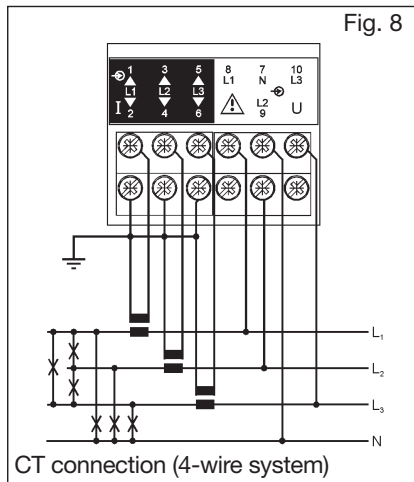 Fig. 8
1 3 5 8 7 10
L1 N L3
L1 L2 L3
L2
I 2 4 6 9 U
L1
L2
L3
N
CT connection (4-wire system)